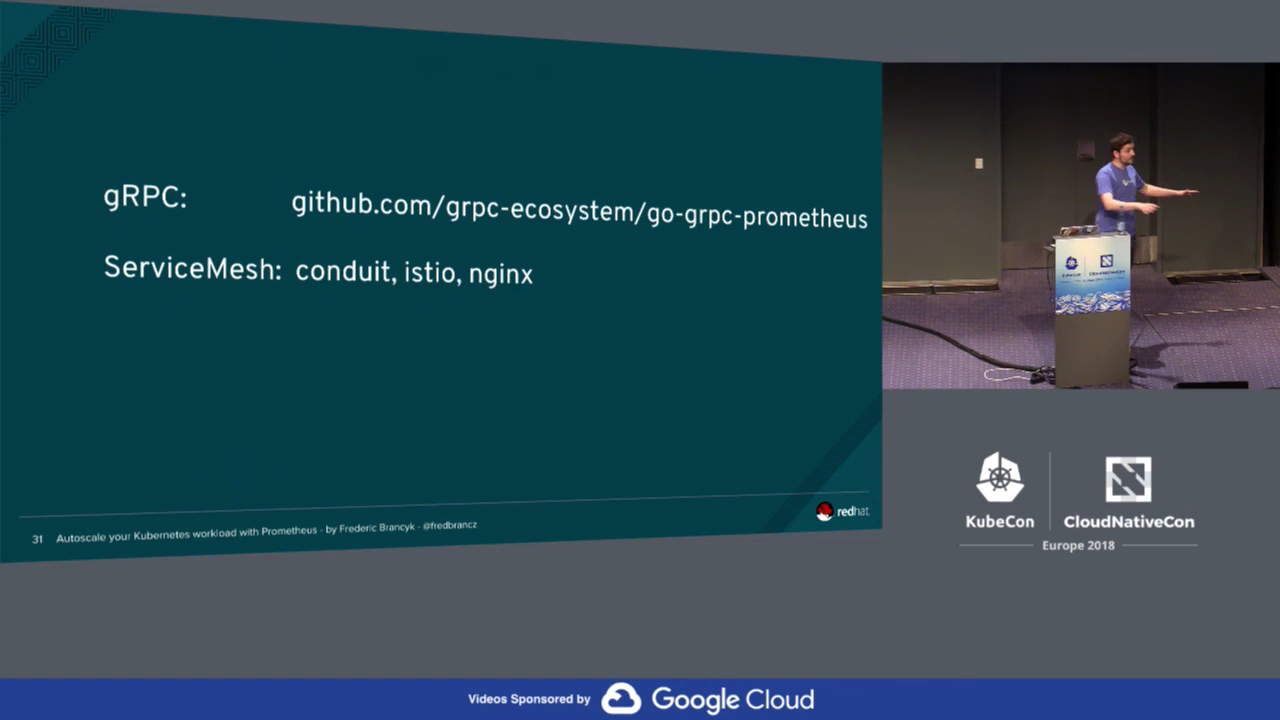 gRPC: github.com/grpc-ecosystem/go-grpc-prometheus
ServiceMesh: conduit, istio, nginx
31 Autoscale your Kubernetes workload with Prometheus - by Frederic Brancyk - @fredbrancz
redhat.
KubeCon CloudNativeCon
Europe 2018
Videos Sponsored by Google Cloud